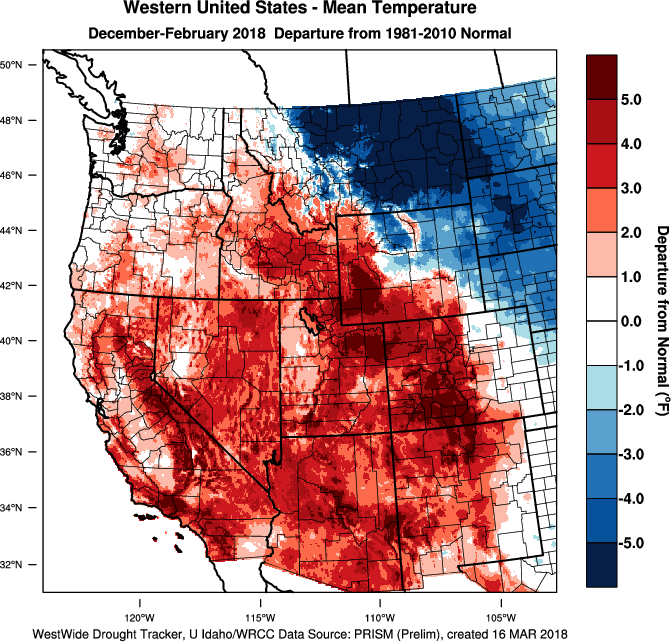 Western United States - Mean Temperature
December-February 2018 Departure from 1981-2010 Normal
50°N
48°N
46°N
44°N
42°N
40°N
38°N
36°N
34°N
32°N
120°W
115°W
110°W
105°W
5.0
4.0
3.0
2.0
1.0
0.0
-1.0
-2.0
-3.0
-4.0
-5.0
Departure from Normal (°F)
WestWide Drought Tracker, U Idaho/WRCC Data Source: PRISM (Prelim), created 16 MAR 2018